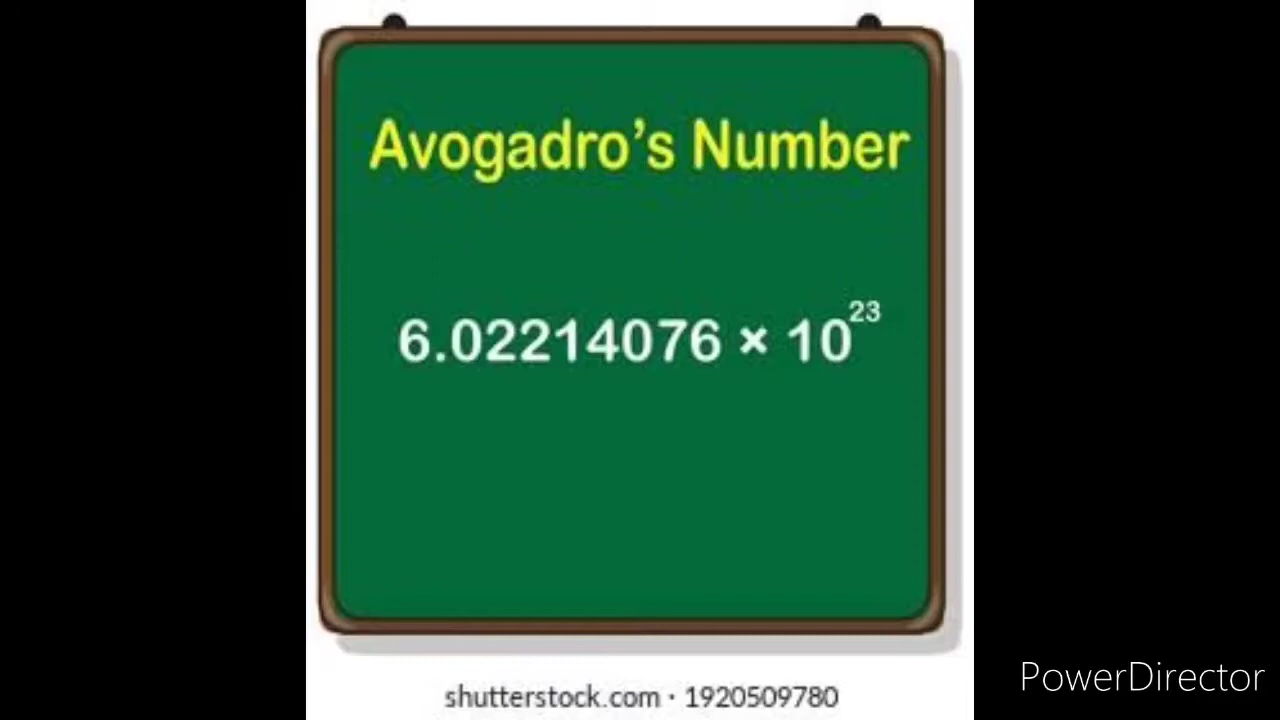 Avogadro’s Number
6.02214076 × 10²³
shutterstock.com · 1920509780
PowerDirector